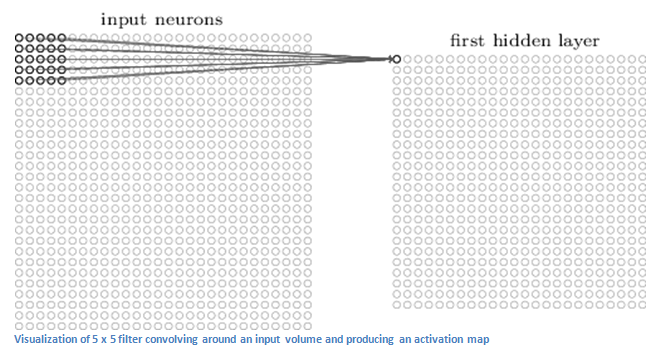 input neurons
first hidden layer
Visualization of 5 x 5 filter convolving around an input volume and producing an activation map